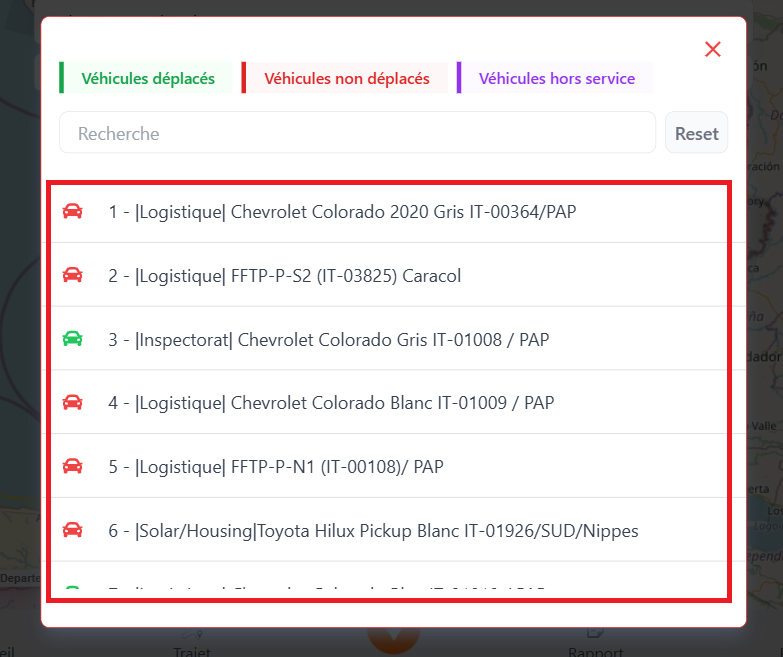 Véhicules déplacés
Véhicules non déplacés
Véhicules hors service
Recherche
Reset
1 - |Logistique| Chevrolet Colorado 2020 Gris IT-00364/PAP
2 - |Logistique| FFTP-P-S2 (IT-03825) Caracol
3 - |Inspectorat| Chevrolet Colorado Gris IT-01008 / PAP
4 - |Logistique| Chevrolet Colorado Blanc IT-01009 / PAP
5 - |Logistique| FFTP-P-N1 (IT-00108)/ PAP
6 - |Solar/Housing|Toyota Hilux Pickup Blanc IT-01926/SUD/Nippes
Trajet
Rapport